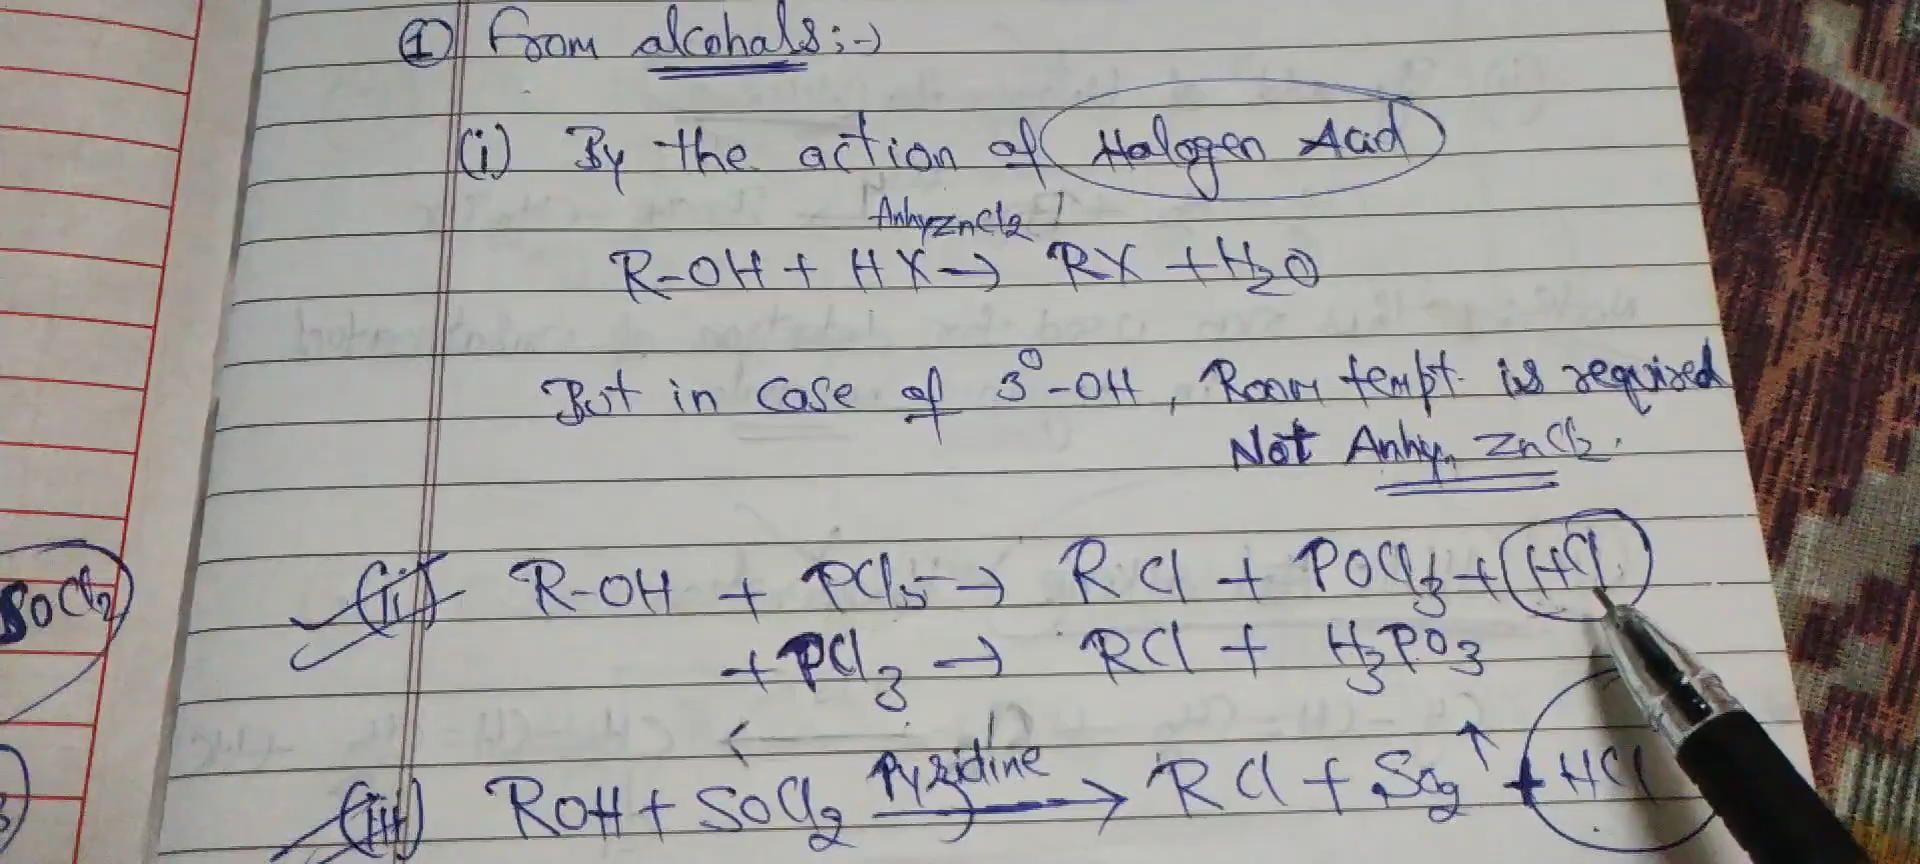 ① From alcohals :→
(i) By the action of Halogen Acid
Anhy ZnCl2
R-OH + HX → RX + H2O
But in case of 3°-OH, Room tempt. is required
Not Anhy. ZnCl2.
(ii) R-OH + PCl5 → RCl + POCl3 + HCl
SOCl2
+ PCl3 → RCl + H3PO3
(iii) ROH + SOCl2 Pyridine → RCl + SO2 ↑ + HCl